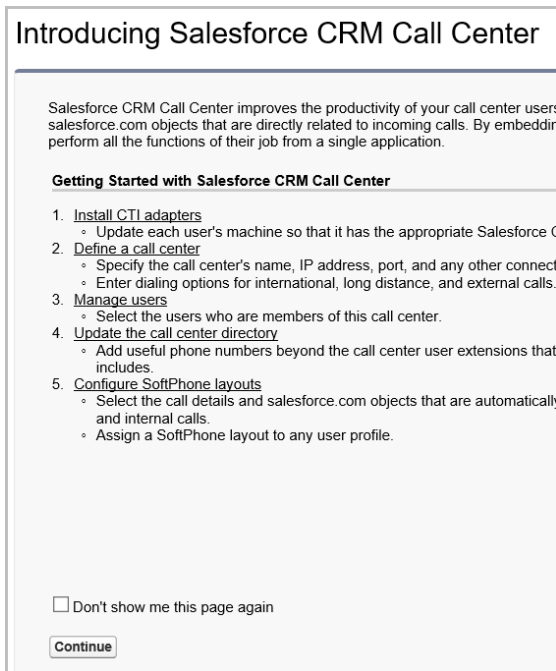 Introducing Salesforce CRM Call Center
Salesforce CRM Call Center improves the productivity of your call center users
salesforce.com objects that are directly related to incoming calls. By embeddin
perform all the functions of their job from a single application.
Getting Started with Salesforce CRM Call Center
1. Install CTI adapters
◦ Update each user's machine so that it has the appropriate Salesforce C
2. Define a call center
◦ Specify the call center's name, IP address, port, and any other connect
◦ Enter dialing options for international, long distance, and external calls.
3. Manage users
◦ Select the users who are members of this call center.
4. Update the call center directory
◦ Add useful phone numbers beyond the call center user extensions that
includes.
5. Configure SoftPhone layouts
◦ Select the call details and salesforce.com objects that are automatically
and internal calls.
◦ Assign a SoftPhone layout to any user profile.
Don't show me this page again
Continue